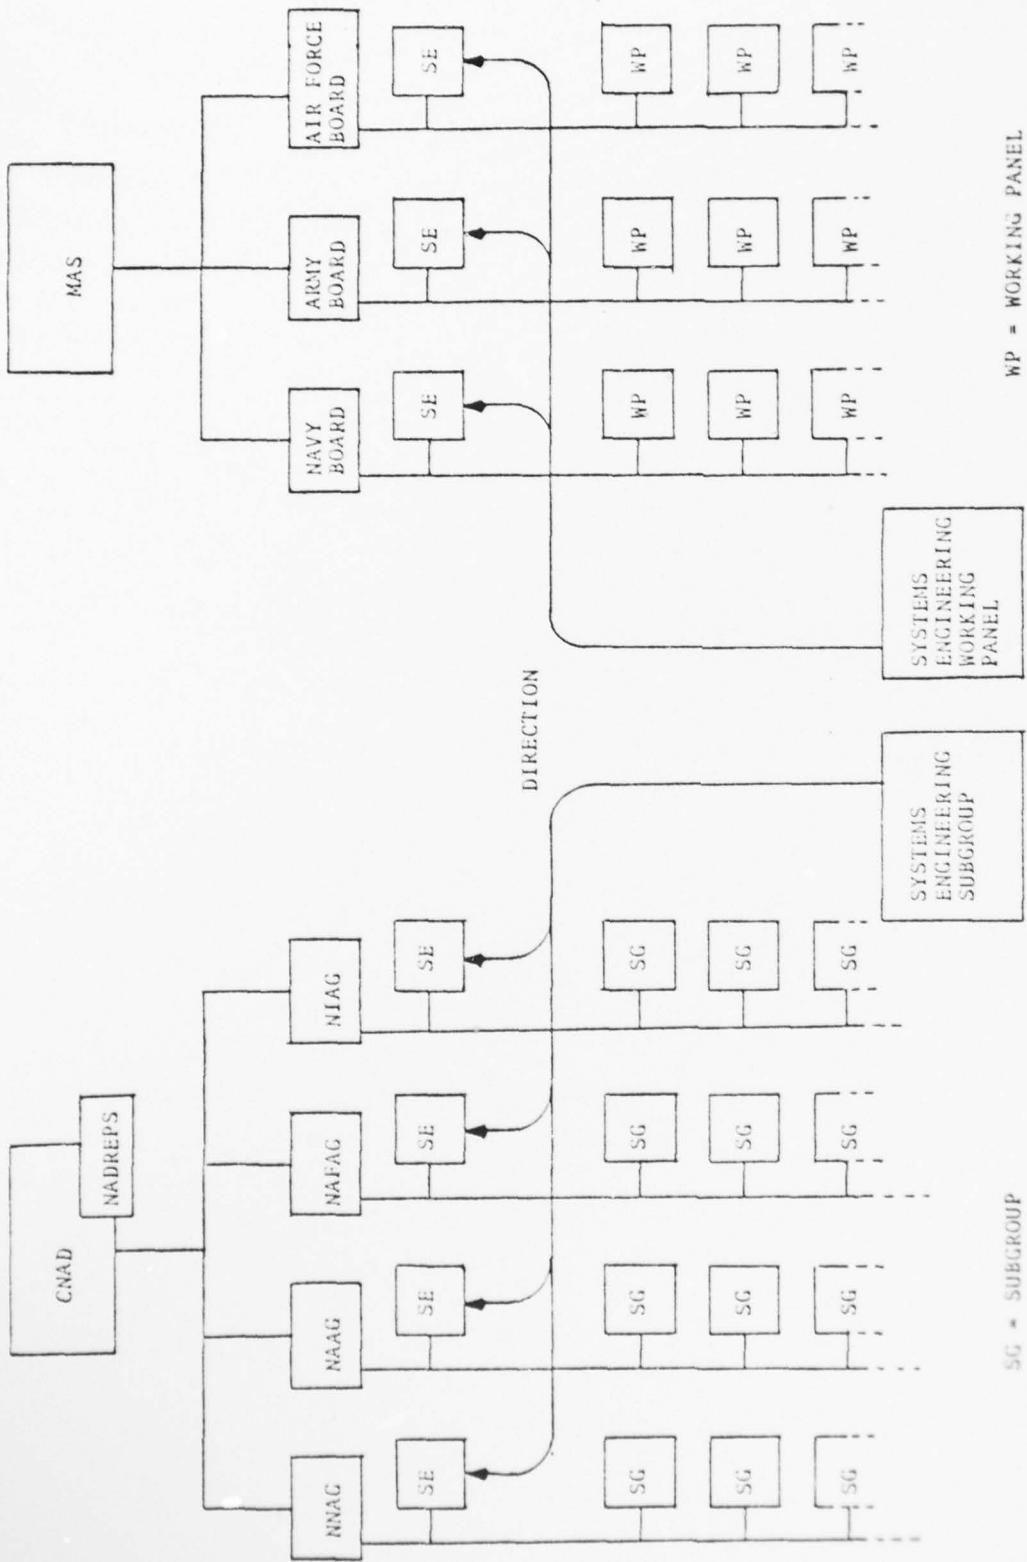 CNAD
NADREPS
MAS
NNAG
NAAG
NAFAG
NIAG
NAVY
BOARD
ARMY
BOARD
AIR FORCE
BOARD
SE
SE
SE
SE
SE
SE
SE
DIRECTION
SG
SG
SG
SG
WP
WP
WP
SG
SG
SG
SG
WP
WP
WP
SG
SG
SG
SG
WP
WP
WP
SYSTEMS
ENGINEERING
SUBGROUP
SYSTEMS
ENGINEERING
WORKING
PANEL
SG = SUBGROUP
WP = WORKING PANEL